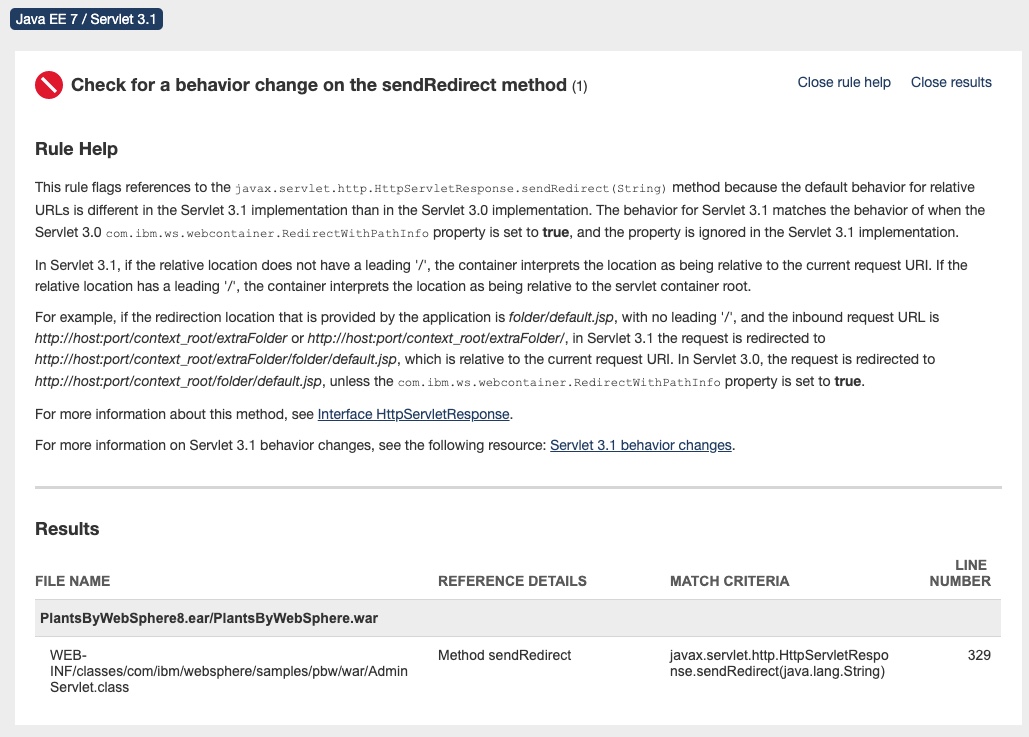 Java EE 7 / Servlet 3.1
Check for a behavior change on the sendRedirect method (1)
Close rule help
Close results
Rule Help
This rule flags references to the javax.servlet.http.HttpServletResponse.sendRedirect(String) method because the default behavior for relative
URLs is different in the Servlet 3.1 implementation than in the Servlet 3.0 implementation. The behavior for Servlet 3.1 matches the behavior of when the
Servlet 3.0 com.ibm.ws.webcontainer.RedirectWithPathInfo property is set to true, and the property is ignored in the Servlet 3.1 implementation.
In Servlet 3.1, if the relative location does not have a leading '/', the container interprets the location as being relative to the current request URI. If the
relative location has a leading '/', the container interprets the location as being relative to the servlet container root.
For example, if the redirection location that is provided by the application is folder/default.jsp, with no leading '/', and the inbound request URL is
http://host:port/context_root/extraFolder or http://host:port/context_root/extraFolder/, in Servlet 3.1 the request is redirected to
http://host:port/context_root/extraFolder/folder/default.jsp, which is relative to the current request URI. In Servlet 3.0, the request is redirected to
http://host:port/context_root/folder/default.jsp, unless the com.ibm.ws.webcontainer.RedirectWithPathInfo property is set to true.
For more information about this method, see Interface HttpServletResponse.
For more information on Servlet 3.1 behavior changes, see the following resource: Servlet 3.1 behavior changes.
Results
FILE NAME
REFERENCE DETAILS
MATCH CRITERIA
LINE
NUMBER
PlantsByWebSphere8.ear/PlantsByWebSphere.war
WEB-
INF/classes/com/ibm/websphere/samples/pbw/war/Admin
Servlet.class
Method sendRedirect
javax.servlet.http.HttpServletRespo
nse.sendRedirect(java.lang.String)
329